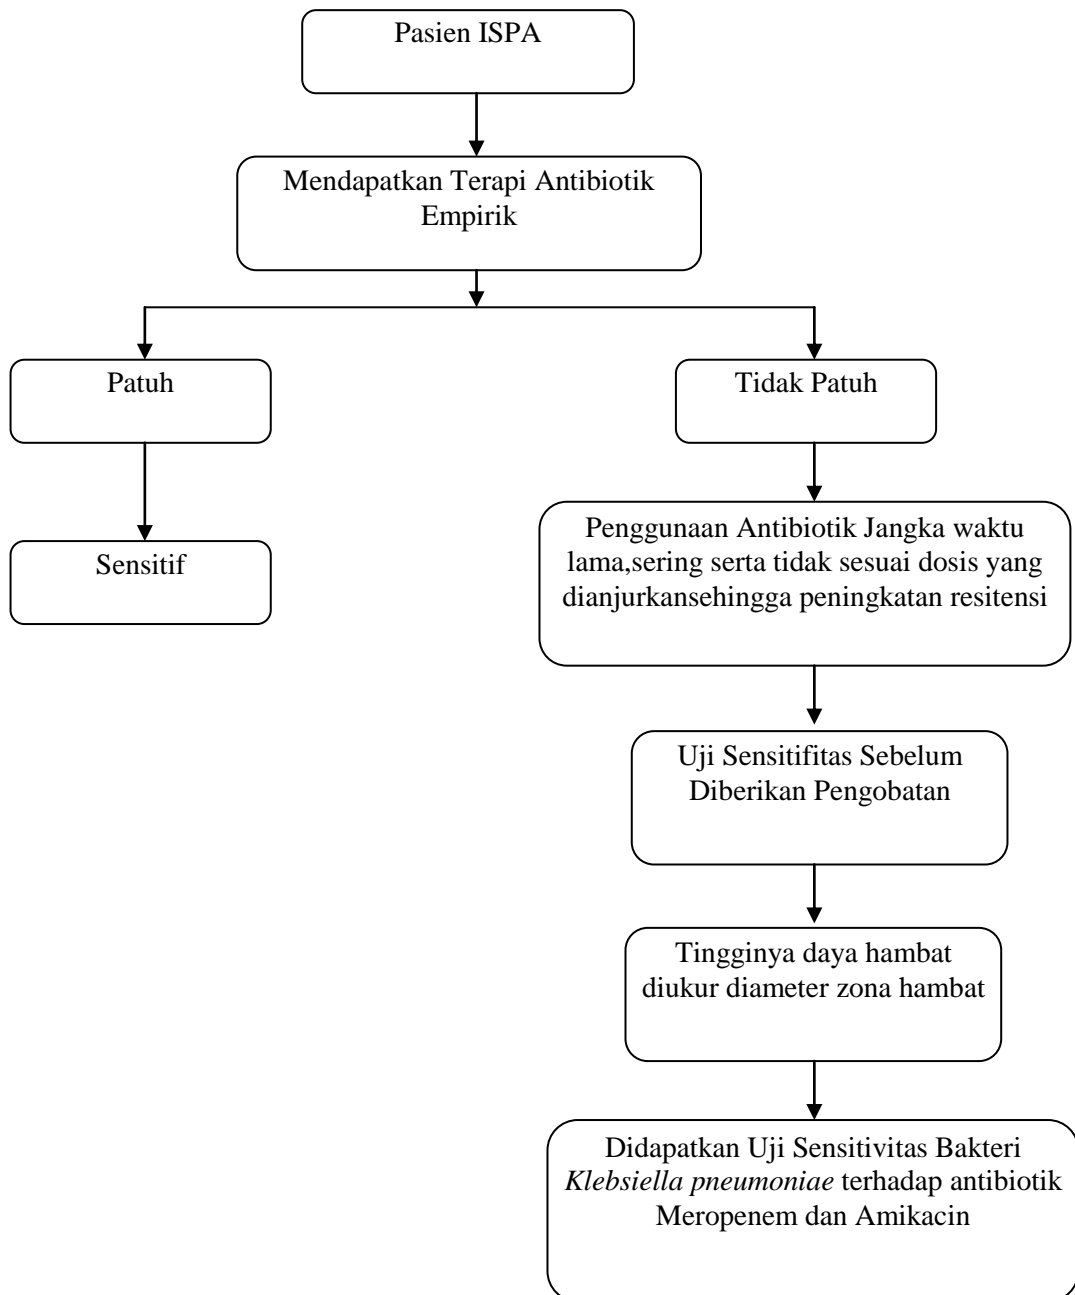 Pasien ISPA
Mendapatkan Terapi Antibiotik
Empirik
Patuh
Tidak Patuh
Sensitif
Penggunaan Antibiotik Jangka waktu
lama,sering serta tidak sesuai dosis yang
dianjurkansehingga peningkatan resitensi
Uji Sensitifitas Sebelum
Diberikan Pengobatan
Tingginya daya hambat
diukur diameter zona hambat
Didapatkan Uji Sensitivitas Bakteri
Klebsiella pneumoniae terhadap antibiotik
Meropenem dan Amikacin